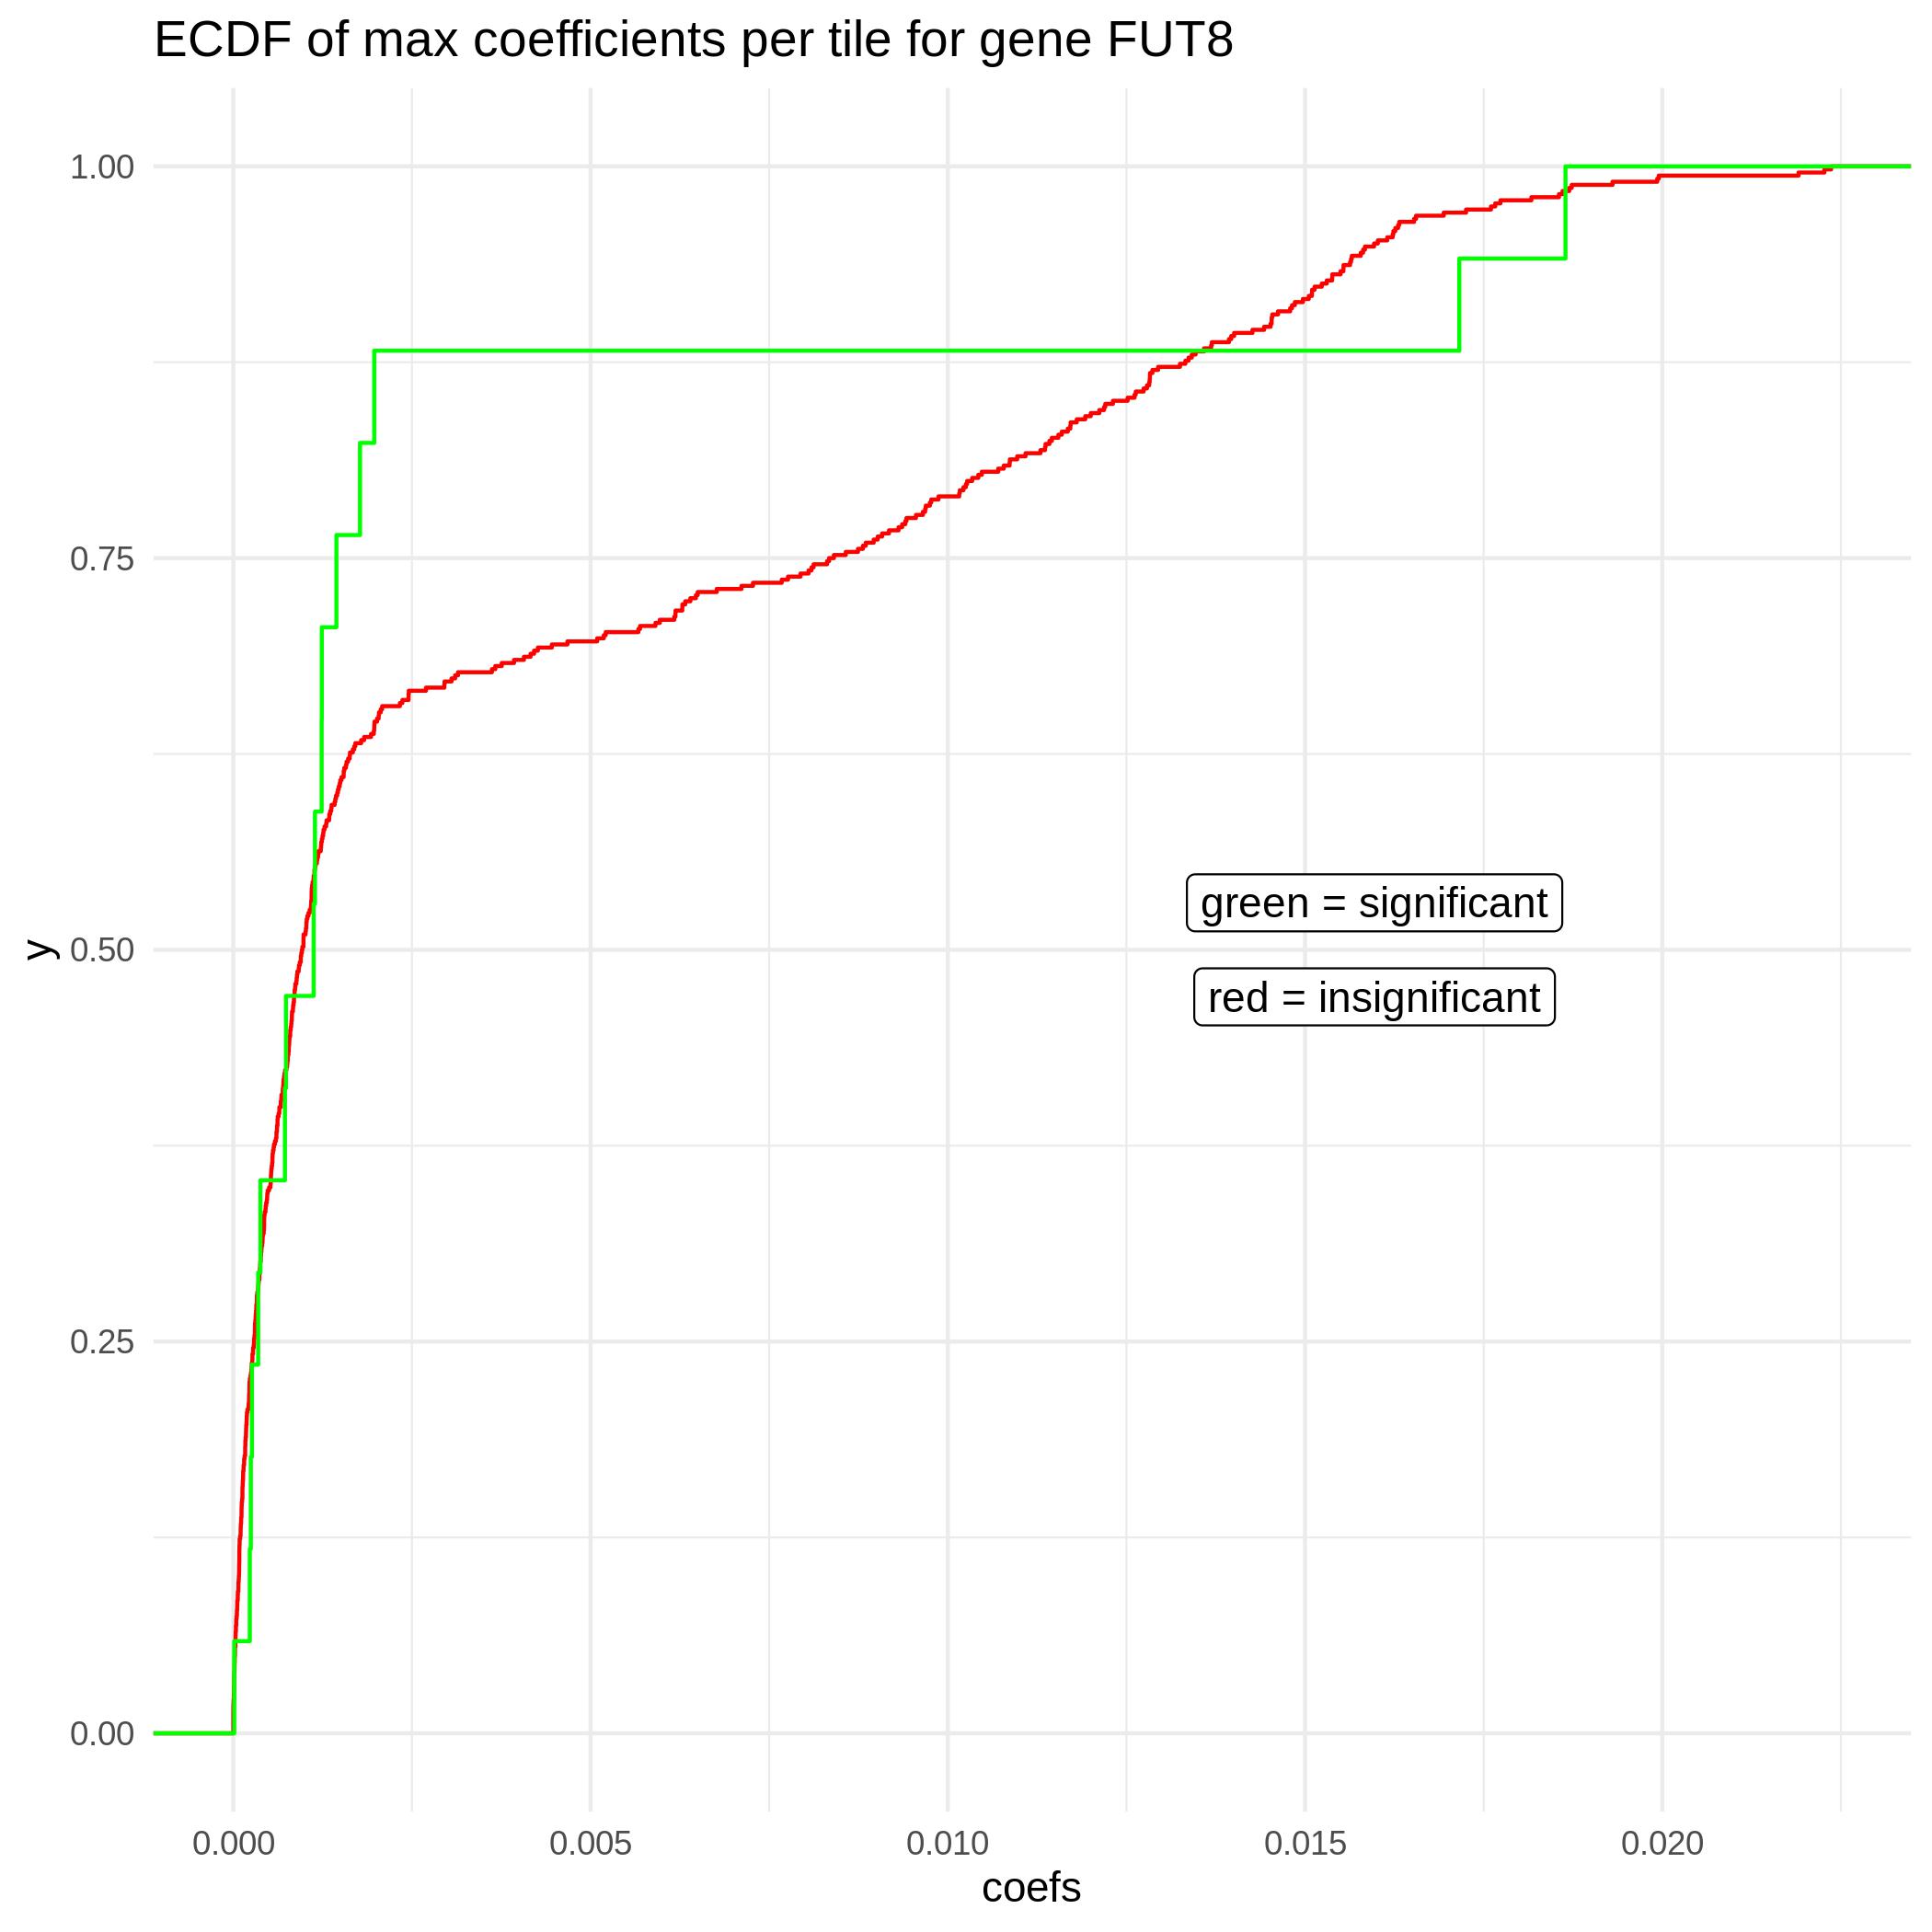 ECDF of max coefficients per tile for gene FUT8
1.00
0.75
0.50
0.25
0.00
y
green = significant
red = insignificant
0.000 0.005 0.010 0.015 0.020
coefs